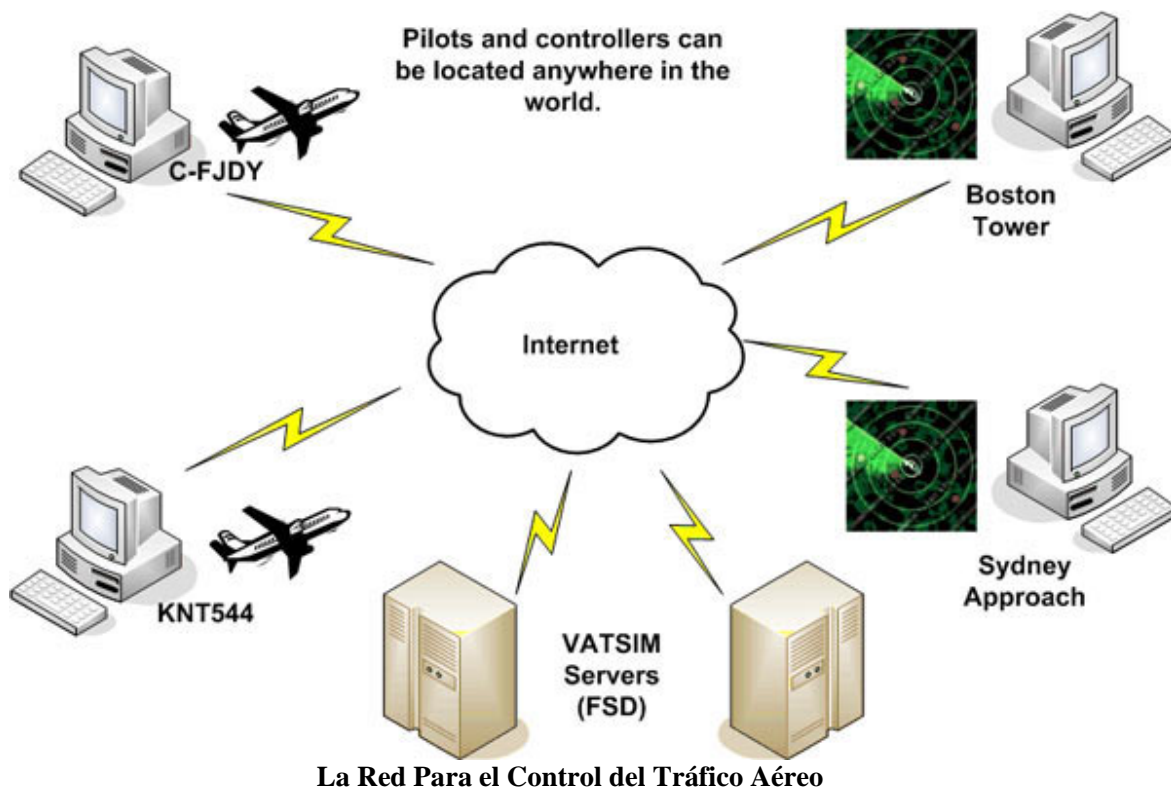 Pilots and controllers can
be located anywhere in the
world.
C-FJDY
Boston
Tower
Internet
KNT544
Sydney
Approach
VATSIM
Servers
(FSD)
La Red Para el Control del Tráfico Aéreo